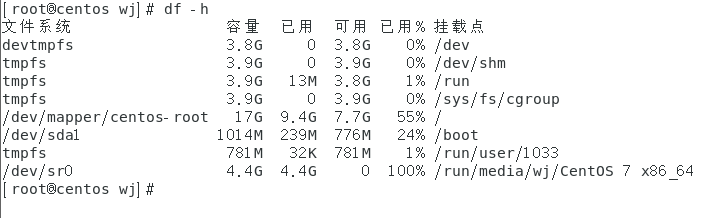 [root@centos wj]# df -h
文件系统 容量 已用 可用 已用% 挂载点
devtmpfs 3.8G 0 3.8G 0% /dev
tmpfs 3.9G 0 3.9G 0% /dev/shm
tmpfs 3.9G 13M 3.8G 1% /run
tmpfs 3.9G 0 3.9G 0% /sys/fs/cgroup
/dev/mapper/centos-root 17G 9.4G 7.7G 55% /
/dev/sda1 1014M 239M 776M 24% /boot
tmpfs 781M 32K 781M 1% /run/user/1033
/dev/sr0 4.4G 4.4G 0 100% /run/media/wj/CentOS 7 x86_64
[root@centos wj]#